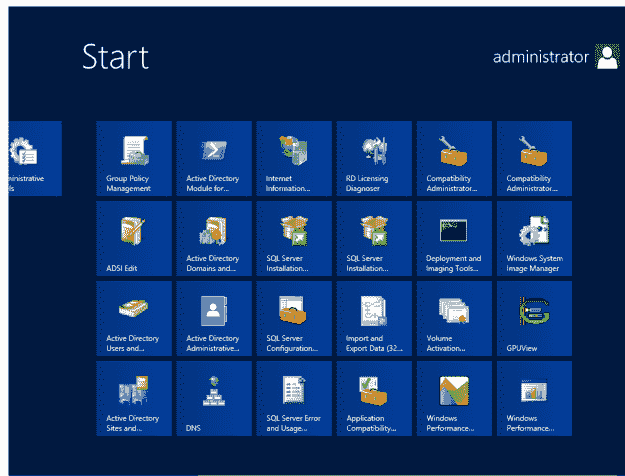 Start
administrator
ministrative
ls
Group Policy
Management
Active Directory
Module for...
Internet
Information...
RD Licensing
Diagnoser
Compatibility
Administrator...
Compatibility
Administrator...
ADSI Edit
Active Directory
Domains and...
SQL Server
Installation...
SQL Server
Installation...
Deployment and
Imaging Tools...
Windows System
Image Manager
Active Directory
Users and...
Active Directory
Administrative...
SQL Server
Configuration...
Import and
Export Data (32...
Volume
Activation...
GPUView
Active Directory
Sites and...
DNS
SQL Server Error
and Usage...
Application
Compatibility...
Windows
Performance...
Windows
Performance...